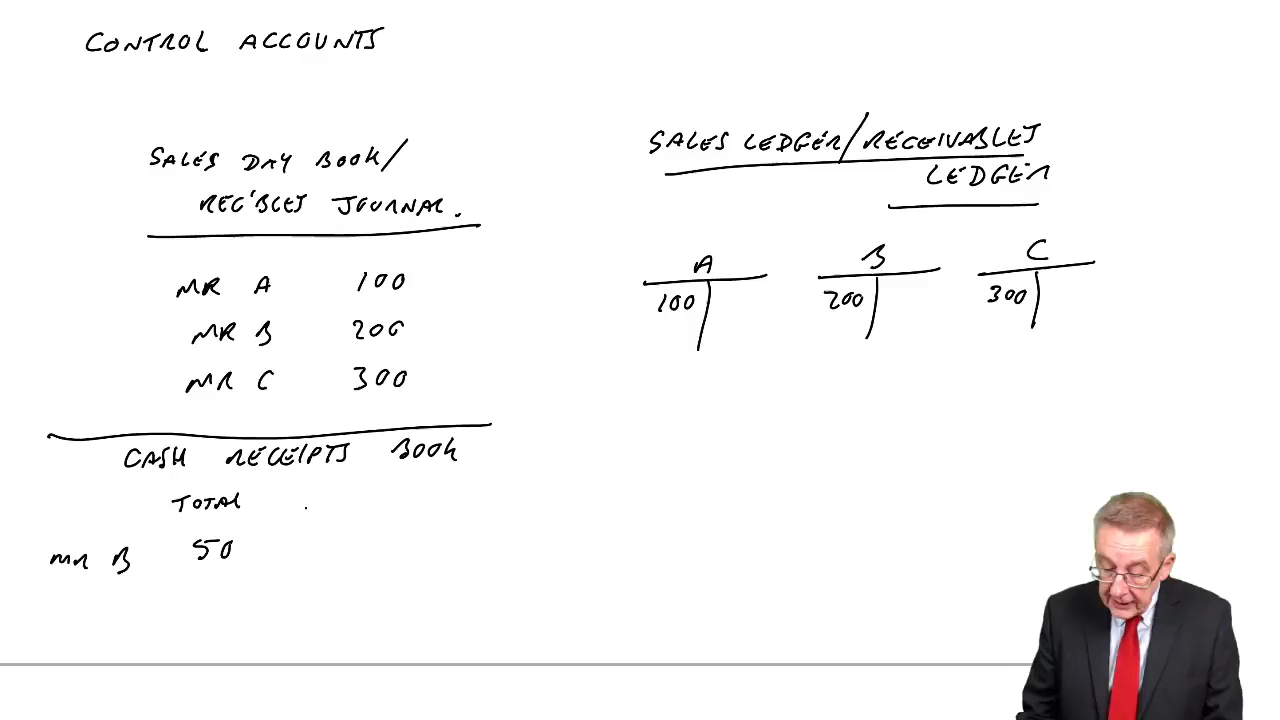 CONTROL ACCOUNTS
SALES DAY BOOK/
REC'BLES JOURNAL.
MR A 100
MR B 200
MR C 300
CASH RECEIPTS BOOK
TOTAL
MR B 50
SALES LEDGER/RECEIVABLES
LEDGER
A B C
100 200 300